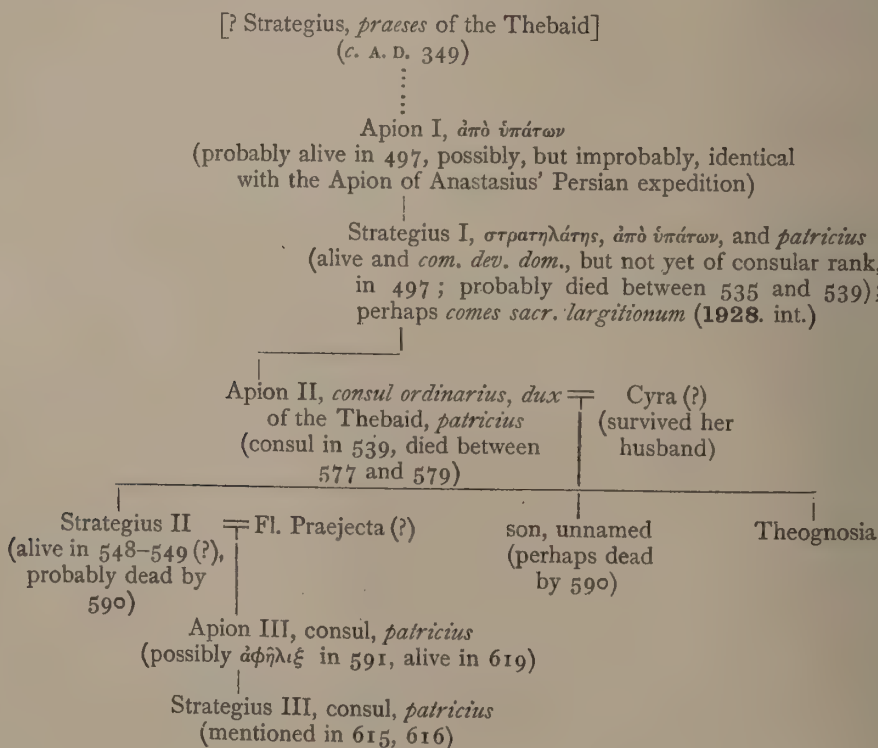 [? Strategius, praeses of the Thebaid]
(c. A. D. 349)
Apion I, ἀπὸ ὑπάτων
(probably alive in 497, possibly, but improbably, identical
with the Apion of Anastasius' Persian expedition)
Strategius I, στρατηλάτης, ἀπὸ ὑπάτων, and patricius
(alive and com. dev. dom., but not yet of consular rank,
in 497 ; probably died between 535 and 539) ;
perhaps comes sacr. largitionum (1928. int.)
Apion II, consul ordinarius, dux
of the Thebaid, patricius
(consul in 539, died between
577 and 579)
Cyra (?)
(survived her
husband)
Strategius II
(alive in 548–549 (?),
probably dead by
590)
Fl. Praejecta (?)
son, unnamed
(perhaps dead
by 590)
Theognosia
Apion III, consul, patricius
(possibly ἀφῆλιξ in 591, alive in 619)
Strategius III, consul, patricius
(mentioned in 615, 616)